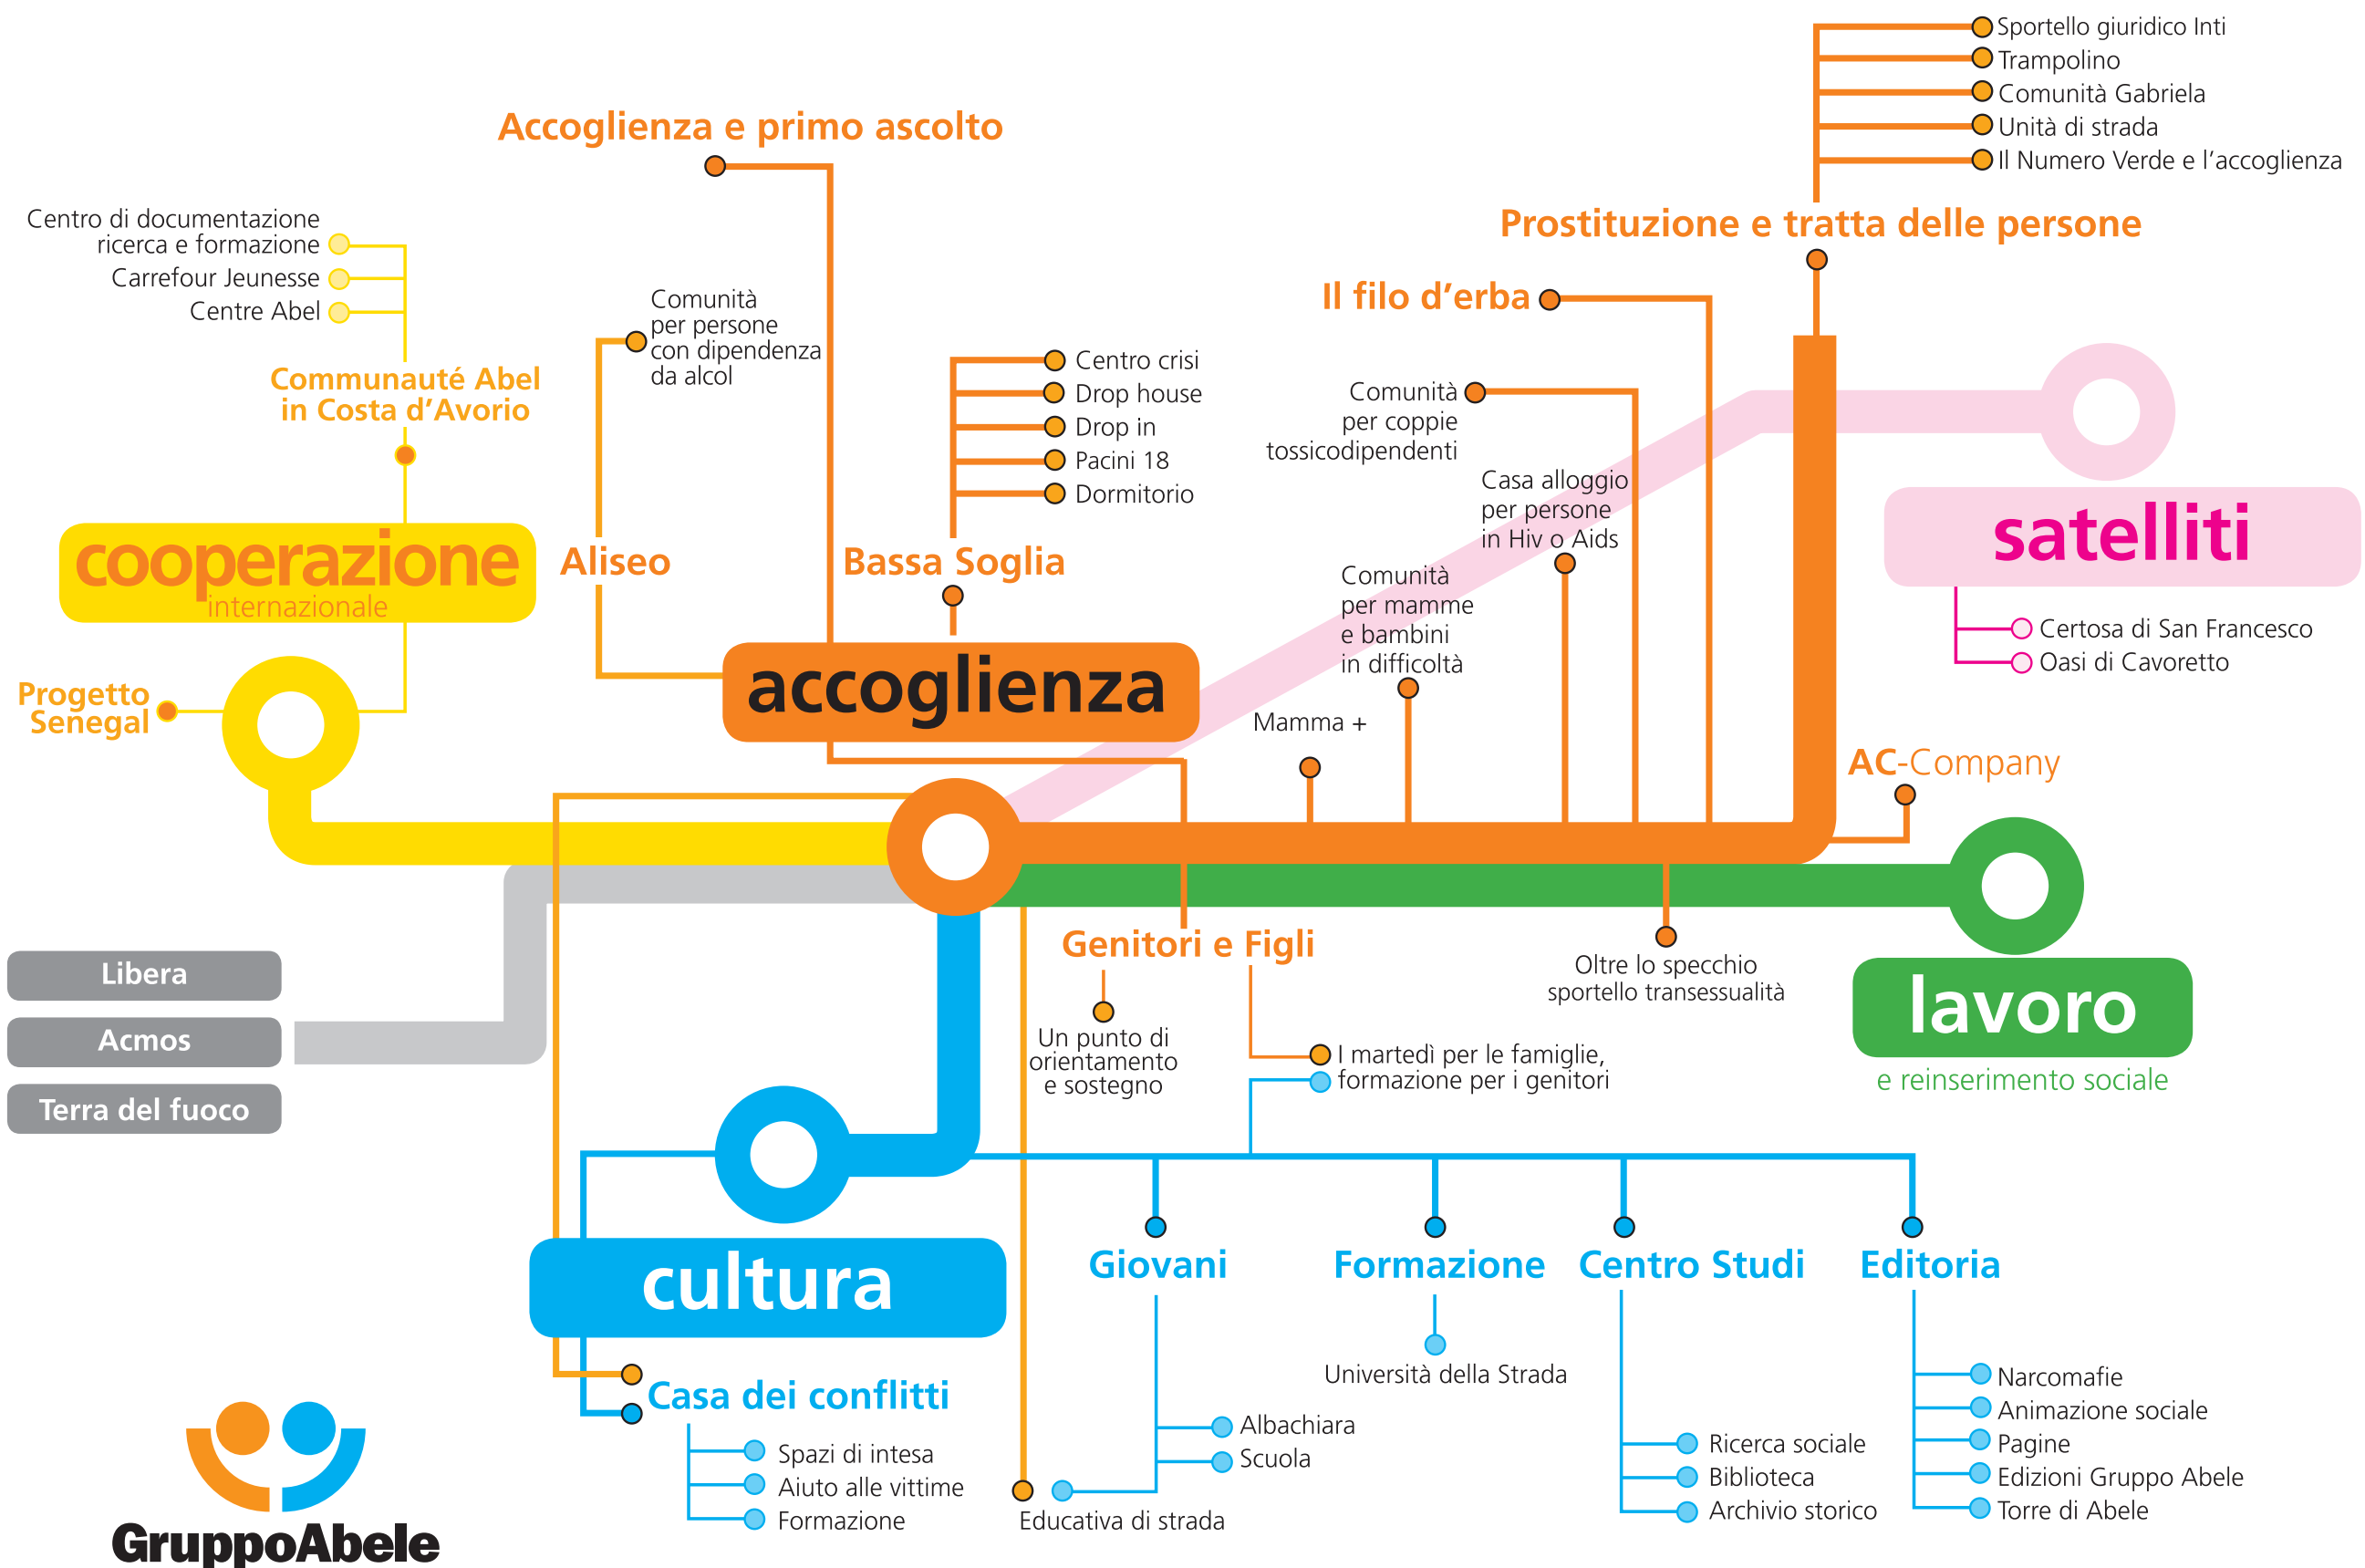 Sportello giuridico Inti
Trampolino
Comunità Gabriela
Unità di strada
Il Numero Verde e l’accoglienza
Prostituzione e tratta delle persone
Accoglienza e primo ascolto
Centro di documentazione
ricerca e formazione
Carrefour Jeunesse
Centre Abel
Communauté Abel
in Costa d’Avorio
cooperazione
internazionale
Progetto
Senegal
Comunità
per persone
con dipendenza
da alcol
Aliseo
Centro crisi
Drop house
Drop in
Pacini 18
Dormitorio
Bassa Soglia
accoglienza
Il filo d’erba
Comunità
per coppie
tossicodipendenti
Casa alloggio
per persone
in Hiv o Aids
Comunità
per mamme
e bambini
in difficoltà
Mamma +
satelliti
Certosa di San Francesco
Oasi di Cavoretto
AC-Company
lavoro
e reinserimento sociale
Libera
Acmos
Terra del fuoco
Genitori e Figli
Un punto di
orientamento
e sostegno
I martedì per le famiglie,
formazione per i genitori
Oltre lo specchio
sportello transessualità
cultura
Casa dei conflitti
Spazi di intesa
Aiuto alle vittime
Formazione
Giovani
Albachiara
Scuola
Educativa di strada
Formazione
Università della Strada
Centro Studi
Ricerca sociale
Biblioteca
Archivio storico
Editoria
Narcomafie
Animazione sociale
Pagine
Edizioni Gruppo Abele
Torre di Abele
GruppoAbele